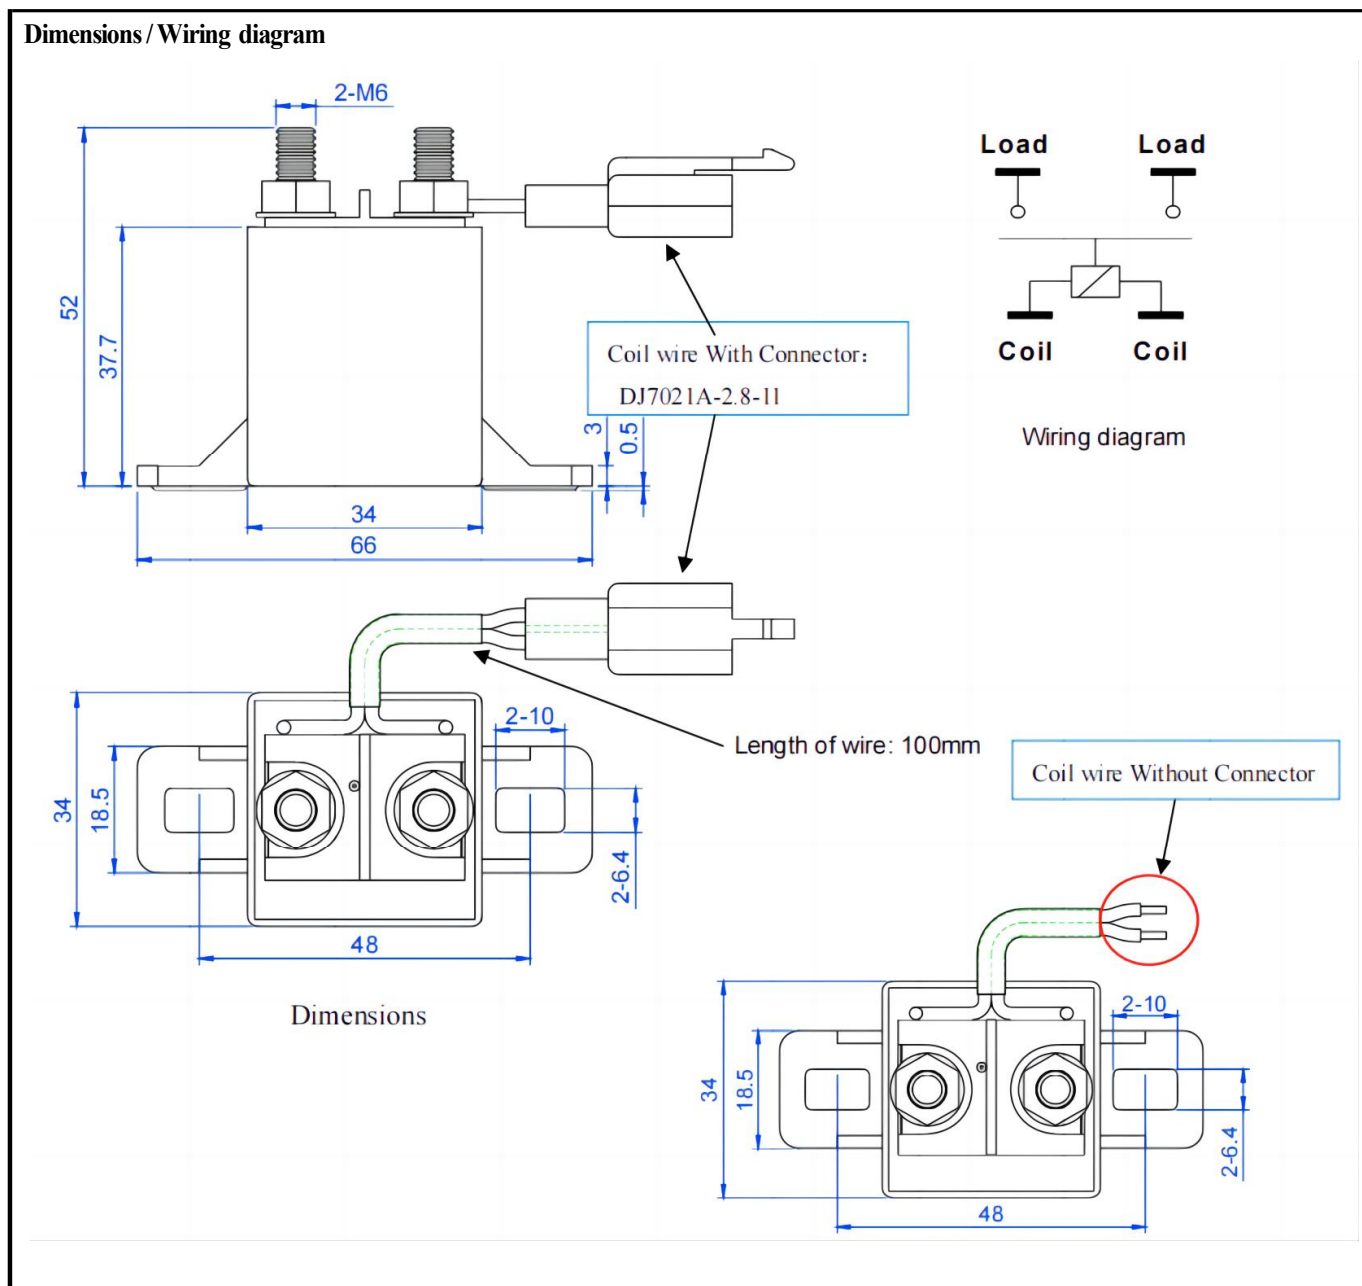 Dimensions / Wiring diagram
2-M6
Load Load
52
37.7
Coil wire With Connector:
DJ7021A-2.8-11
Coil Coil
3
0.5
Wiring diagram
34
66
2-10
Length of wire: 100mm
Coil wire Without Connector
34
18.5
2-6.4
48
Dimensions
2-10
34
18.5
2-6.4
48